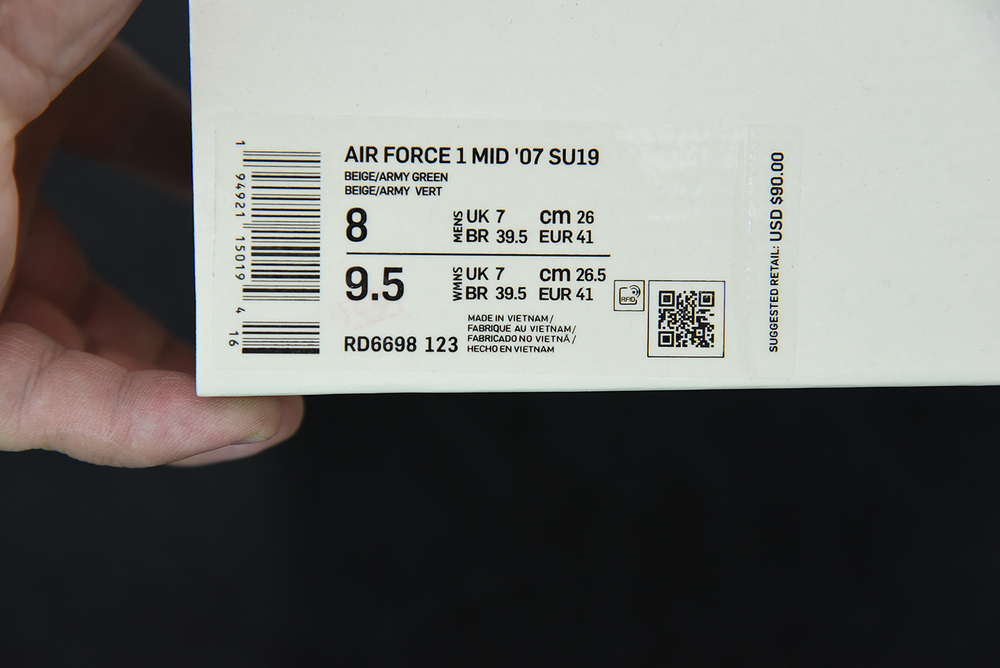 AIR FORCE 1 MID '07 SU19
BEIGE/ARMY GREEN
BEIGE/ARMY VERT
8
MENS
UK 7 cm 26
BR 39.5 EUR 41
9.5
WMNS
UK 7 cm 26.5
BR 39.5 EUR 41
RFID
RD6698 123
MADE IN VIETNAM/
FABRIQUE AU VIETNAM/
FABRICADO NO VIETNÃ/
HECHO EN VIETNAM
1 94921 15019 4 16
SUGGESTED RETAIL: USD $90.00